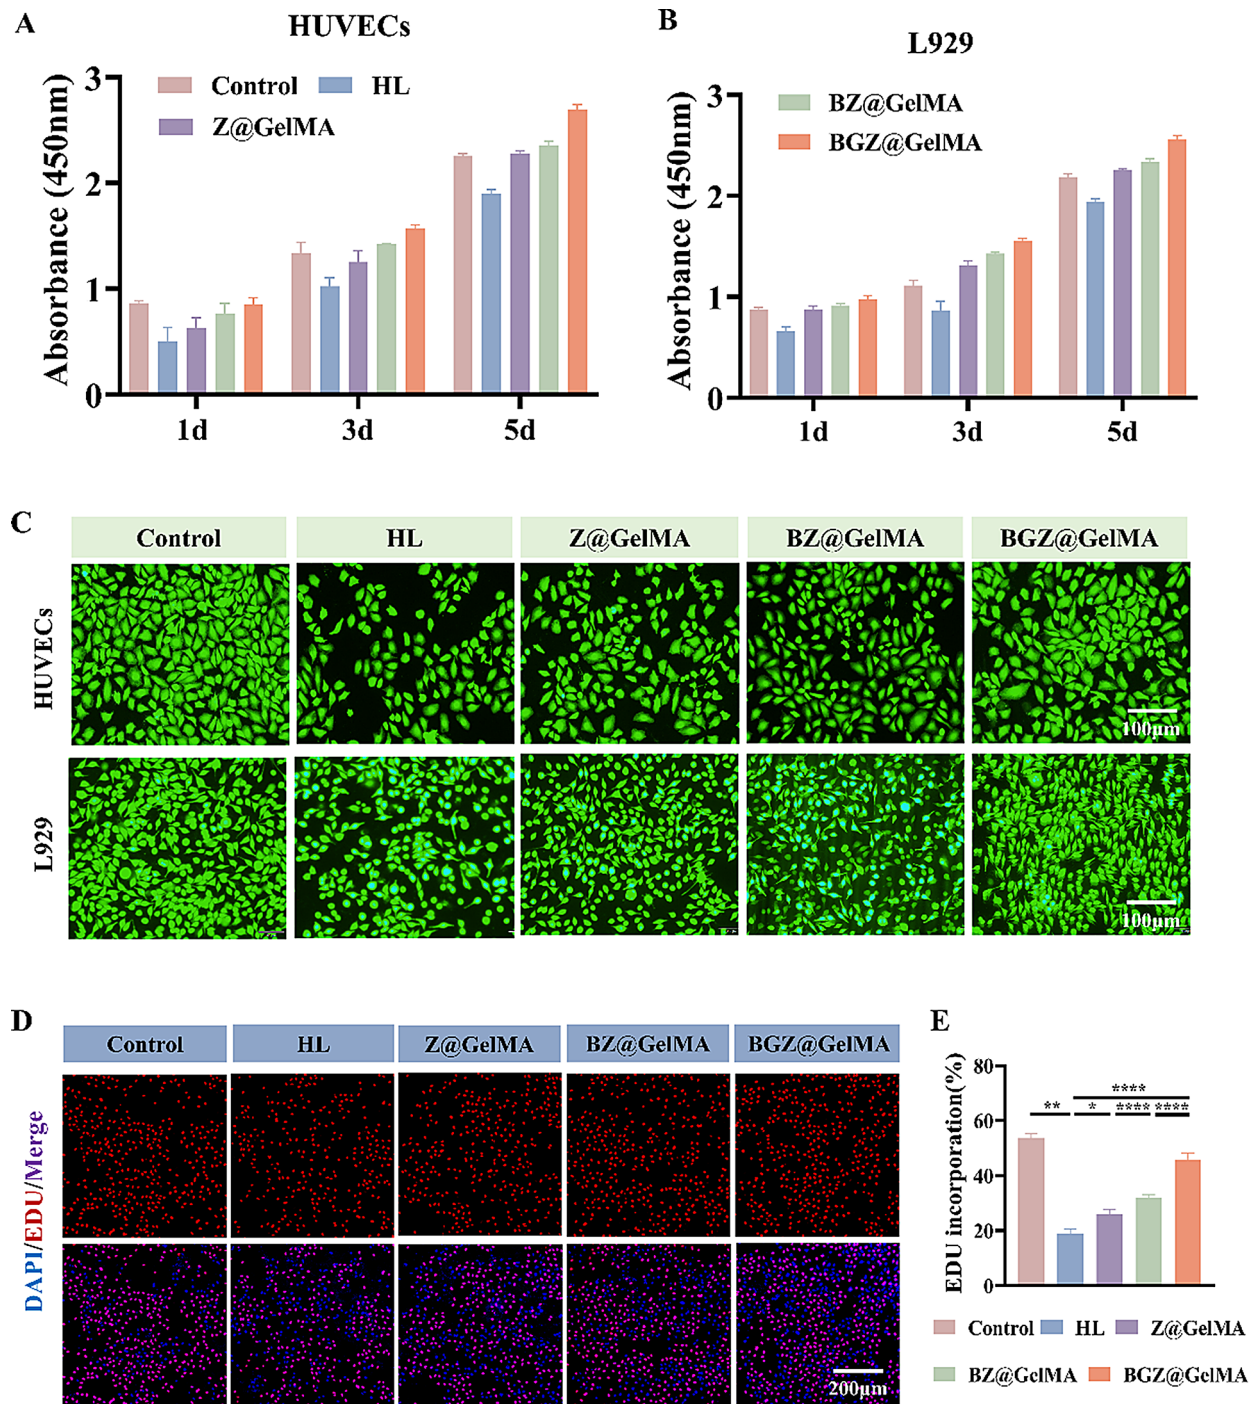 A
HUVECs
Control
HL
Z@GelMA
Absorbance (450nm)
3
2
1
0
1d
3d
5d
B
L929
BZ@GelMA
BGZ@GelMA
Absorbance (450nm)
3
2
1
0
1d
3d
5d
C
Control
HL
Z@GelMA
BZ@GelMA
BGZ@GelMA
HUVECs
100μm
L929
100μm
D
Control
HL
Z@GelMA
BZ@GelMA
BGZ@GelMA
DAPI/EDU/Merge
200μm
E
EDU incorporation(%)
80
60
40
20
0
****
** * **** ****
Control
HL
Z@GelMA
BZ@GelMA
BGZ@GelMA